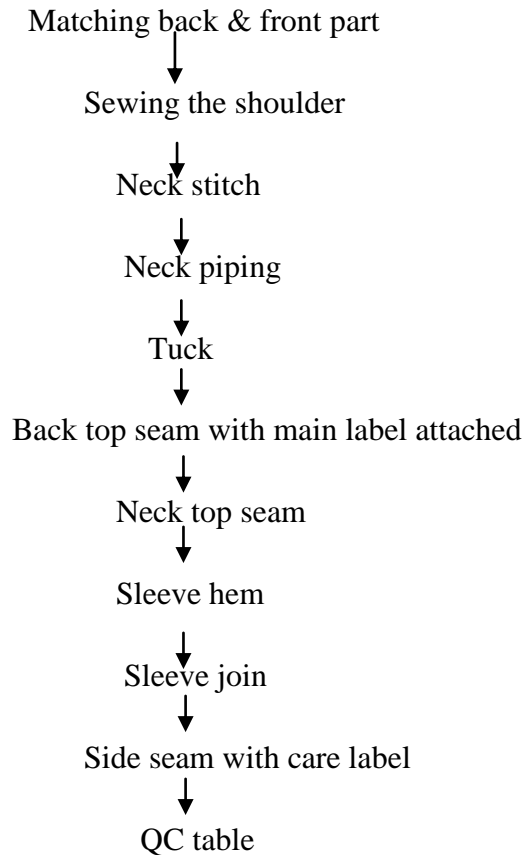 Matching back & front part
Sewing the shoulder
Neck stitch
Neck piping
Tuck
Back top seam with main label attached
Neck top seam
Sleeve hem
Sleeve join
Side seam with care label
QC table